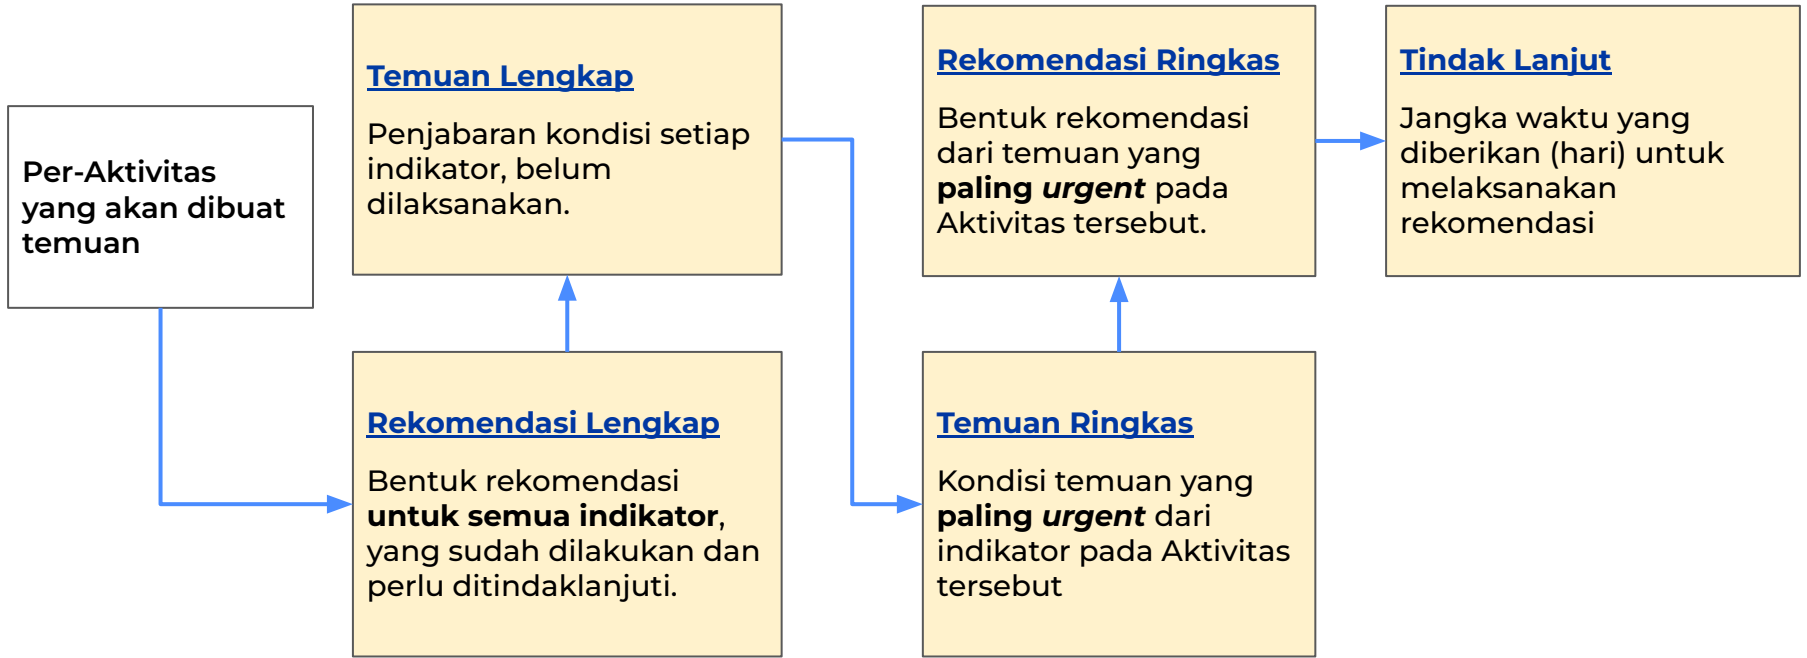 Per-Aktivitas
yang akan dibuat
temuan
Temuan Lengkap
Penjabaran kondisi setiap
indikator, belum
dilaksanakan.
Rekomendasi Lengkap
Bentuk rekomendasi
untuk semua indikator,
yang sudah dilakukan dan
perlu ditindaklanjuti.
Rekomendasi Ringkas
Bentuk rekomendasi
dari temuan yang
paling urgent pada
Aktivitas tersebut.
Temuan Ringkas
Kondisi temuan yang
paling urgent dari
indikator pada Aktivitas
tersebut
Tindak Lanjut
Jangka waktu yang
diberikan (hari) untuk
melaksanakan
rekomendasi